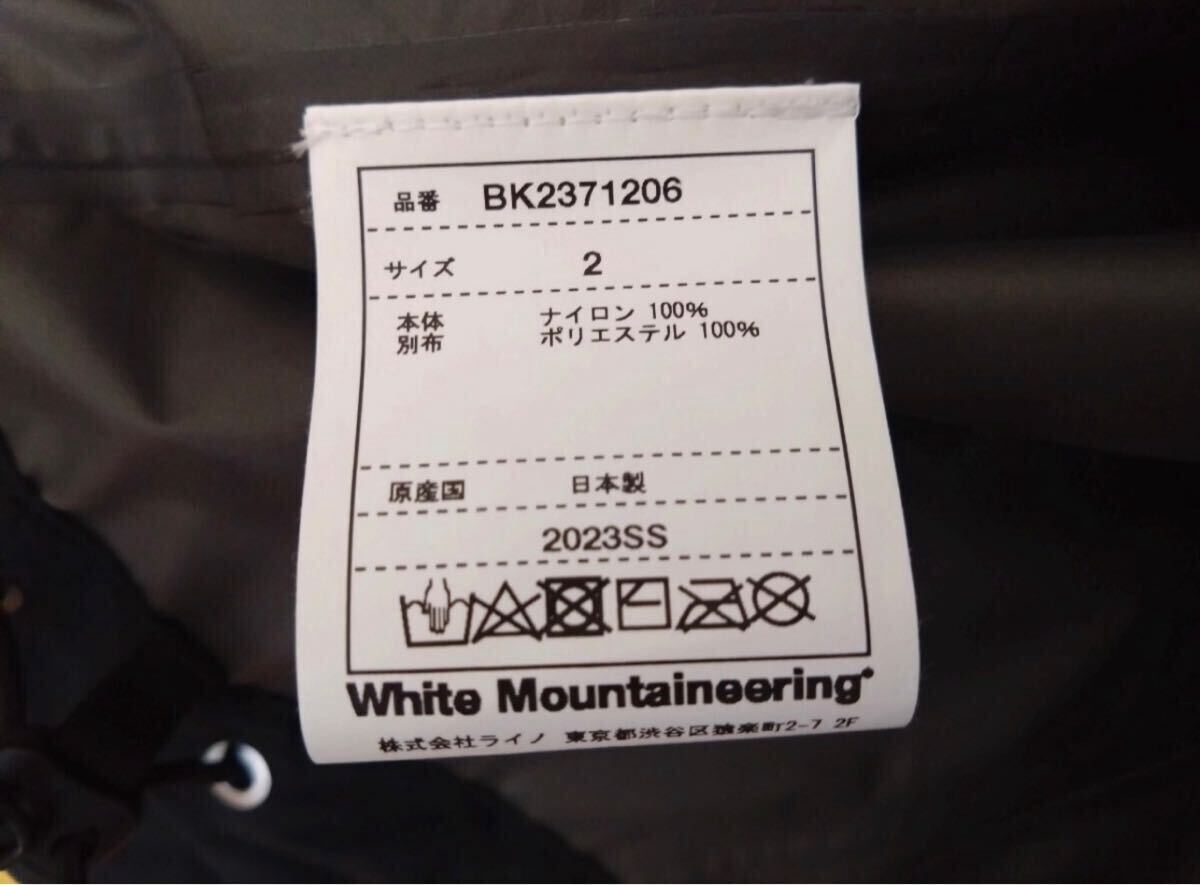 品番 BK2371206
サイズ 2
本体 ナイロン 100%
別布 ポリエステル 100%
原産国 日本製
2023SS
White Mountaineering
株式会社ライノ 東京都渋谷区猿楽町2-7 2F